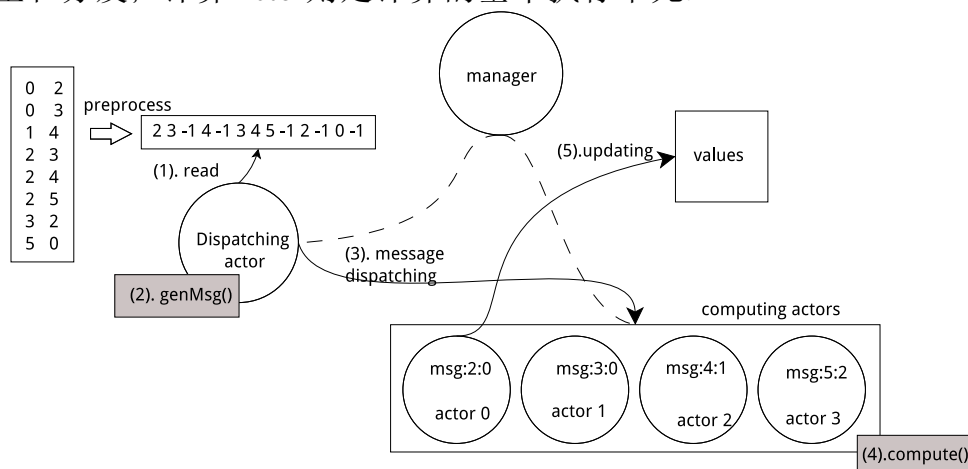 manager
0 2
0 3
1 4
2 3
2 4
2 5
3 2
5 0
preprocess
2 3 -1 4 -1 3 4 5 -1 2 -1 0 -1
(1). read
(5).updating
values
Dispatching
actor
(3). message
dispatching
(2). genMsg()
computing actors
msg:2:0
actor 0
msg:3:0
actor 1
msg:4:1
actor 2
msg:5:2
actor 3
(4).compute()